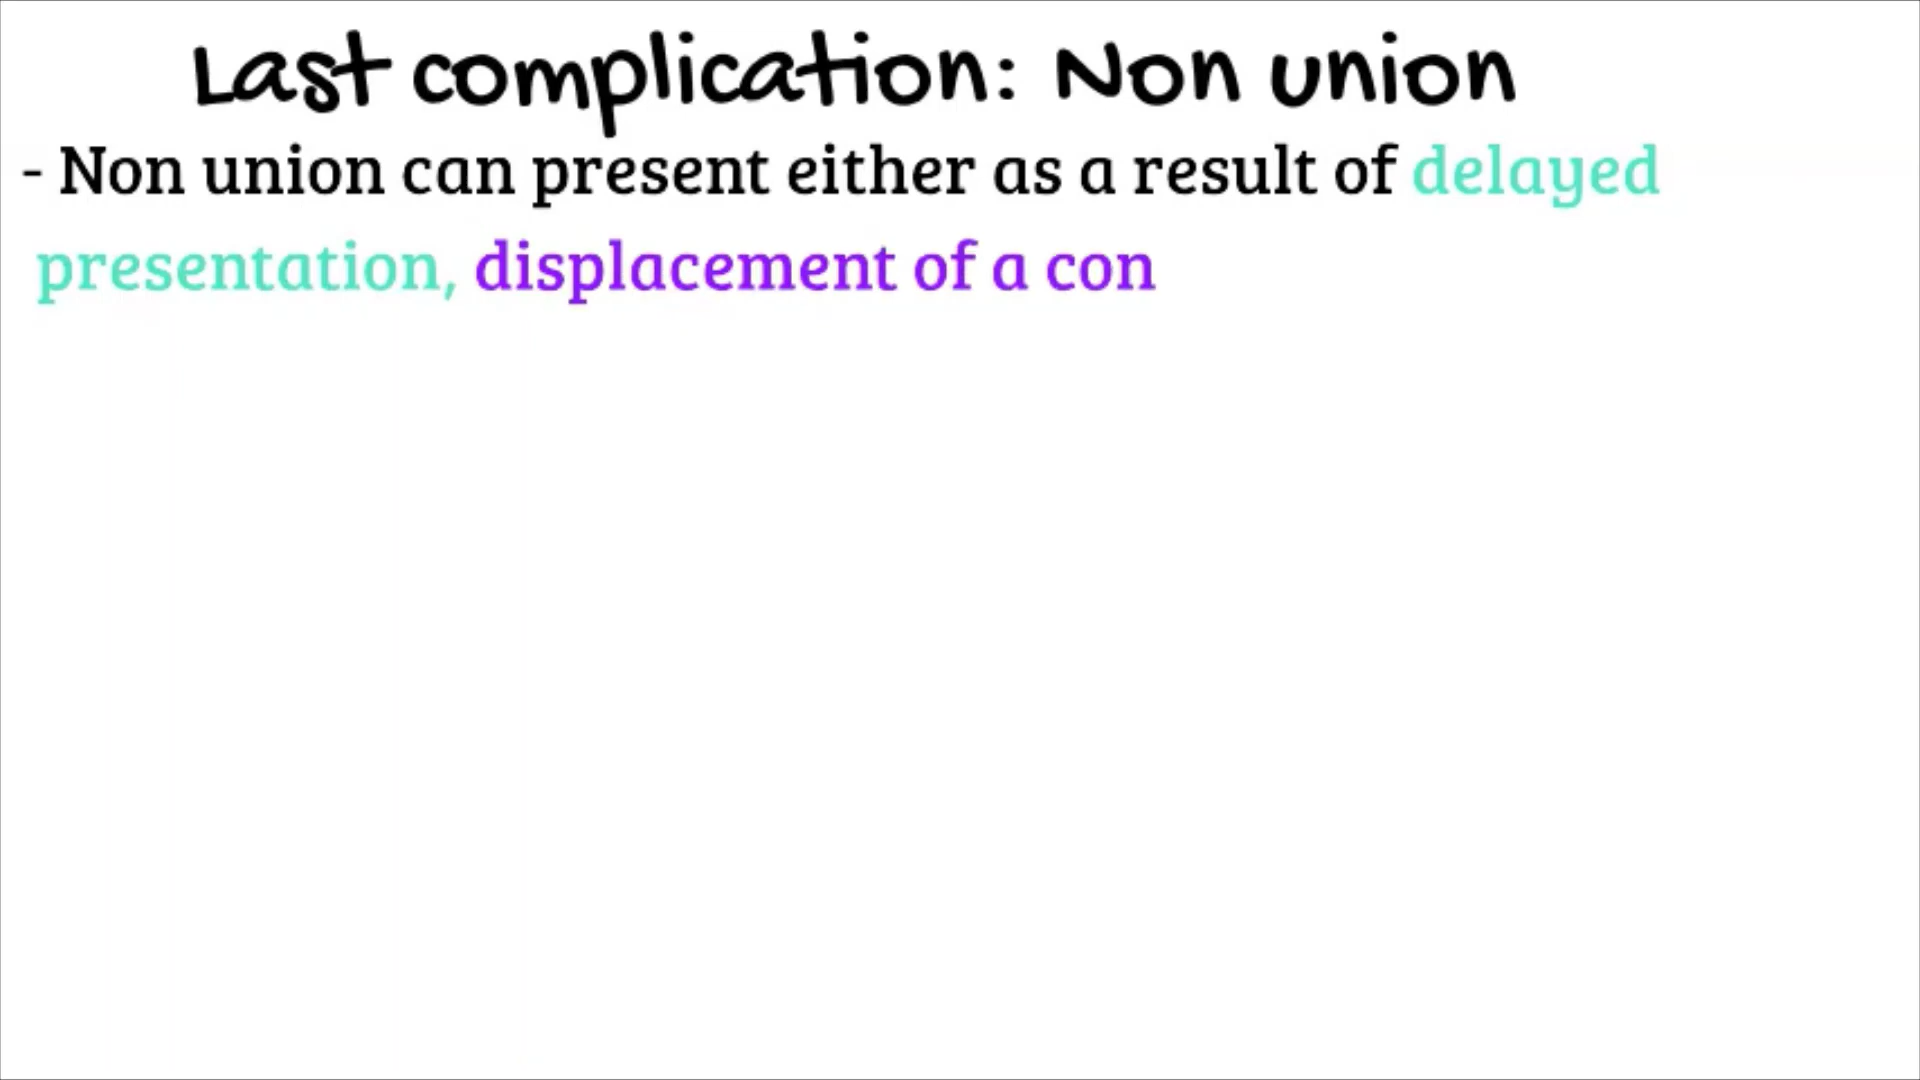 Last complication: Non union
- Non union can present either as a result of delayed
presentation, displacement of a con